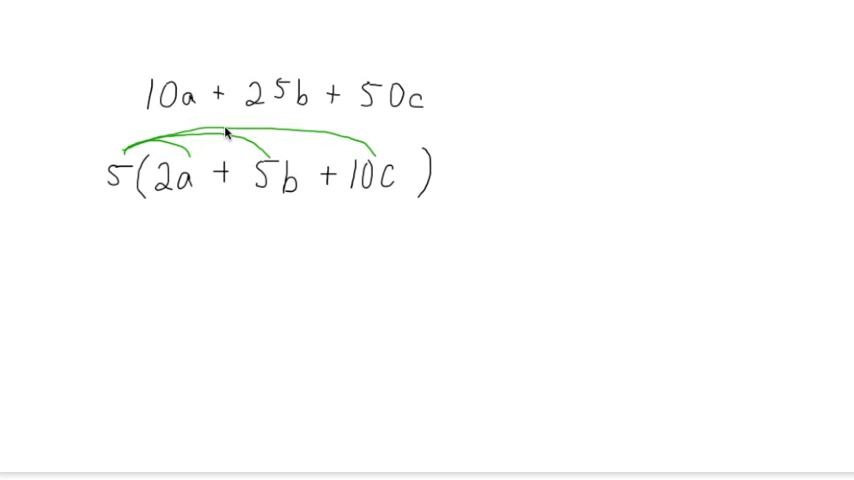 10a + 25b + 50c
5(2a + 5b + 10c )